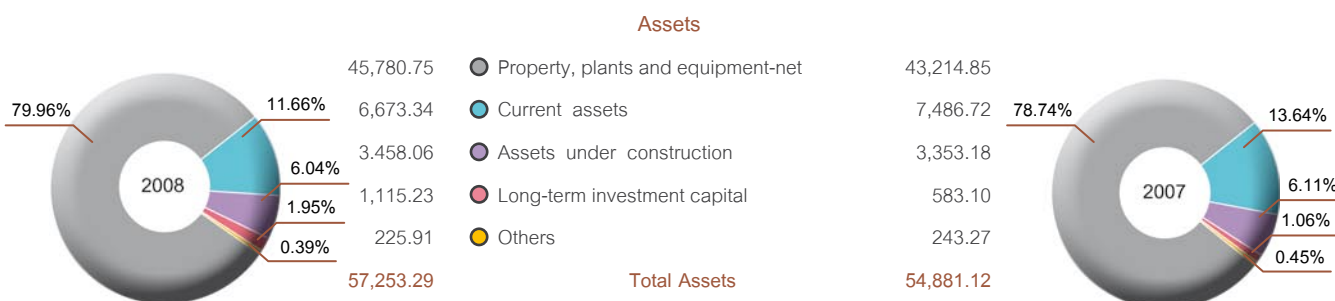 Assets
45,780.75 Property, plants and equipment-net 43,214.85
79.96% 11.66% 6,673.34 Current assets 7,486.72 78.74% 13.64%
3.458.06 Assets under construction 3,353.18
2008 6.04% 1,115.23 Long-term investment capital 583.10 2007 6.11%
1.95% 1.06%
0.39% 225.91 Others 243.27 0.45%
57,253.29 Total Assets 54,881.12